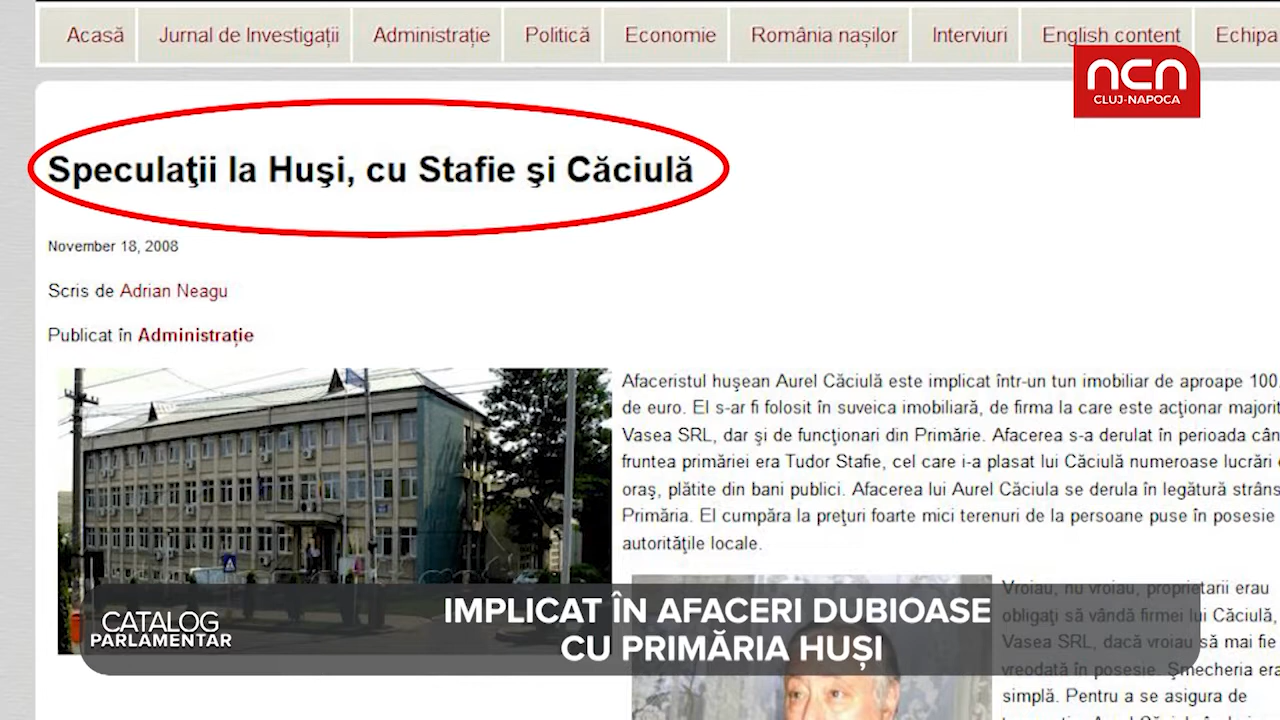 Acasă
Jurnal de Investigații
Administrație
Politică
Economie
România nașilor
Interviuri
English content
Echipa
ncn
CLUJ-NAPOCA
Speculaţii la Huşi, cu Stafie şi Căciulă
November 18, 2008
Scris de Adrian Neagu
Publicat în Administrație
Afaceristul huşean Aurel Căciulă este implicat într-un tun imobiliar de aproape 100
de euro. El s-ar fi folosit în suveica imobiliară, de firma la care este acţionar majorit
Vasea SRL, dar şi de funcţionari din Primărie. Afacerea s-a derulat în perioada cân
fruntea primăriei era Tudor Stafie, cel care i-a plasat lui Căciulă numeroase lucrări
oraş, plătite din bani publici. Afacerea lui Aurel Căciula se derula în legătură strâns
Primăria. El cumpăra la preţuri foarte mici terenuri de la persoane puse în posesie
autorităţile locale.
Vroiau, nu vroiau, proprietarii erau
obligaţi să vândă firmei lui Căciulă,
Vasea SRL, dacă vroiau să mai fie
vreodată în posesie. Şmecheria era
simplă. Pentru a se asigura de
CATALOG
PARLAMENTAR
IMPLICAT ÎN AFACERI DUBIOASE
CU PRIMĂRIA HUȘI